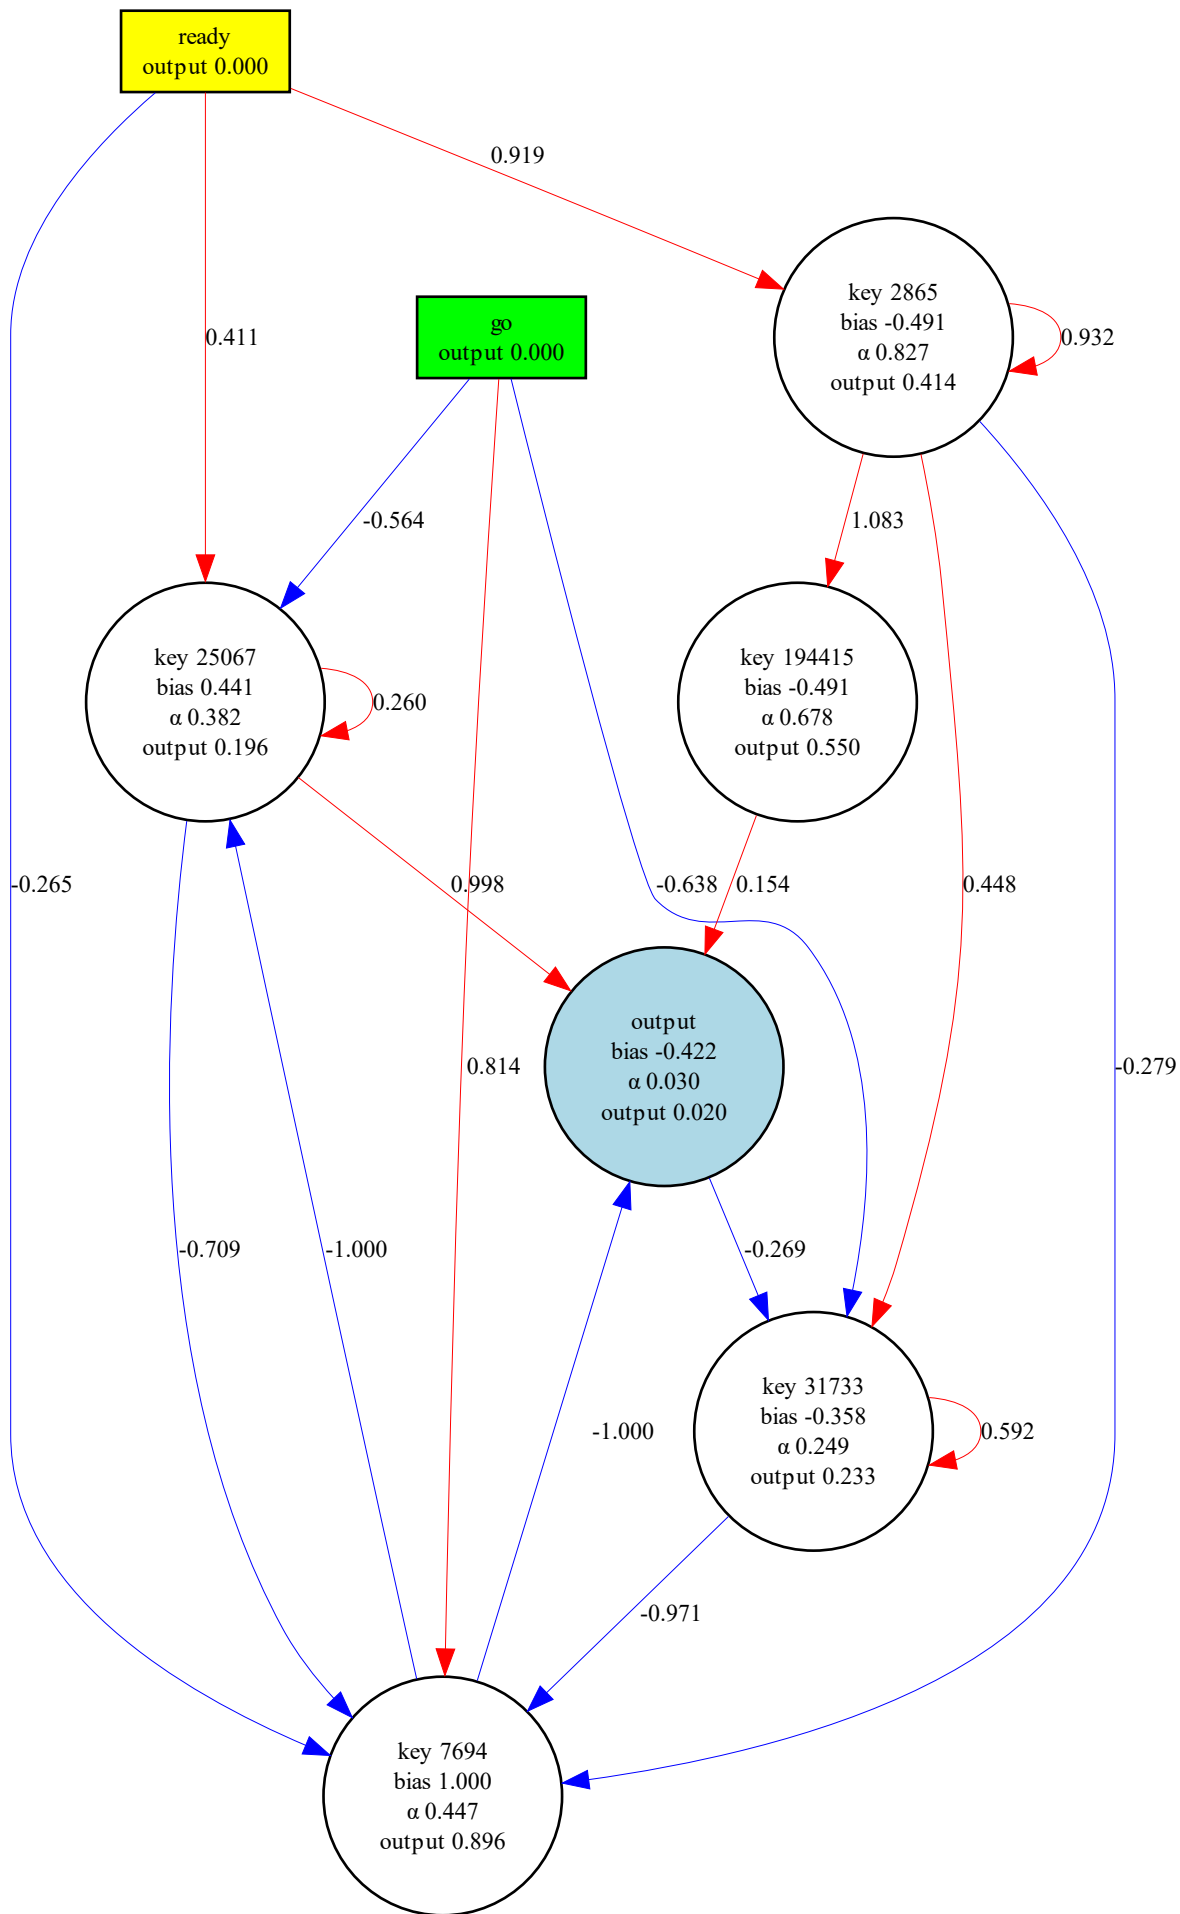 ready
output 0.000
0.919
key 2865
bias -0.491
α 0.827
output 0.414
0.932
go
output 0.000
0.411
-0.564
1.083
key 25067
bias 0.441
α 0.382
output 0.196
0.260
key 194415
bias -0.491
α 0.678
output 0.550
-0.265
0.998
-0.638
0.154
0.448
output
bias -0.422
α 0.030
output 0.020
0.814
-0.279
-0.709
-1.000
-0.269
key 31733
bias -0.358
α 0.249
output 0.233
-1.000
0.592
-0.971
key 7694
bias 1.000
α 0.447
output 0.896